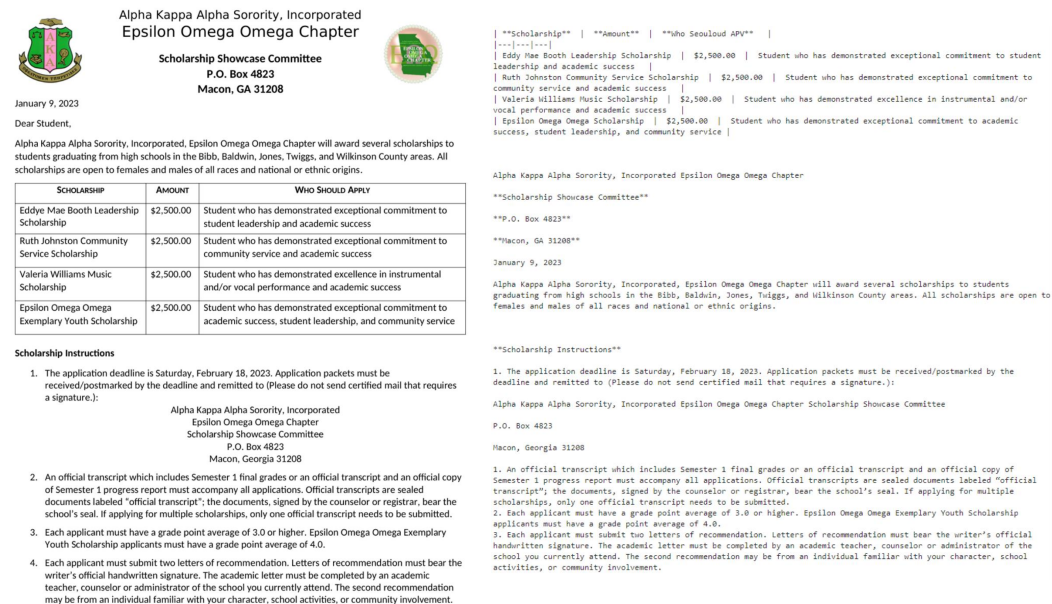 Alpha Kappa Alpha Sorority, Incorporated
Epsilon Omega Omega Chapter
Scholarship Showcase Committee
P.O. Box 4823
Macon, GA 31208
January 9, 2023
Dear Student,
Alpha Kappa Alpha Sorority, Incorporated, Epsilon Omega Omega Chapter will award several scholarships to
students graduating from high schools in the Bibb, Baldwin, Jones, Twiggs, and Wilkinson County areas. All
scholarships are open to females and males of all races and national or ethnic origins.
SCHOLARSHIP AMOUNT WHO SHOULD APPLY
Eddye Mae Booth Leadership Scholarship $2,500.00 Student who has demonstrated exceptional commitment to student leadership and academic success
Ruth Johnston Community Service Scholarship $2,500.00 Student who has demonstrated exceptional commitment to community service and academic success
Valeria Williams Music Scholarship $2,500.00 Student who has demonstrated excellence in instrumental and/or vocal performance and academic success
Epsilon Omega Omega Exemplary Youth Scholarship $2,500.00 Student who has demonstrated exceptional commitment to academic success, student leadership, and community service
Scholarship Instructions
1. The application deadline is Saturday, February 18, 2023. Application packets must be
received/postmarked by the deadline and remitted to (Please do not send certified mail that requires
a signature.):
Alpha Kappa Alpha Sorority, Incorporated
Epsilon Omega Omega Chapter
Scholarship Showcase Committee
P.O. Box 4823
Macon, Georgia 31208
2. An official transcript which includes Semester 1 final grades or an official transcript and an official copy
of Semester 1 progress report must accompany all applications. Official transcripts are sealed
documents labeled "official transcript"; the documents, signed by the counselor or registrar, bear the
school's seal. If applying for multiple scholarships, only one official transcript needs to be submitted.
3. Each applicant must have a grade point average of 3.0 or higher. Epsilon Omega Omega Exemplary
Youth Scholarship applicants must have a grade point average of 4.0.
4. Each applicant must submit two letters of recommendation. Letters of recommendation must bear the
writer's official handwritten signature. The academic letter must be completed by an academic
teacher, counselor or administrator of the school you currently attend. The second recommendation
may be from an individual familiar with your character, school activities, or community involvement.
| **Scholarship** | **Amount** | **Who Seouloud APV** |
|---|---|---|
| Eddy Mae Booth Leadership Scholarship | $2,500.00 | Student who has demonstrated exceptional commitment to student
leadership and academic success |
| Ruth Johnston Community Service Scholarship | $2,500.00 | Student who has demonstrated exceptional commitment to
community service and academic success |
| Valeria Williams Music Scholarship | $2,500.00 | Student who has demonstrated excellence in instrumental and/or
vocal performance and academic success |
| Epsilon Omega Omega Scholarship | $2,500.00 | Student who has demonstrated exceptional commitment to academic
success, student leadership, and community service |
Alpha Kappa Alpha Sorority, Incorporated Epsilon Omega Omega Chapter
**Scholarship Showcase Committee**
**P.O. Box 4823**
**Macon, GA 31208**
January 9, 2023
Alpha Kappa Alpha Sorority, Incorporated, Epsilon Omega Omega Chapter will award several scholarships to students
graduating from high schools in the Bibb, Baldwin, Jones, Twiggs, and Wilkinson County areas. All scholarships are open to
females and males of all races and national or ethnic origins.
**Scholarship Instructions**
1. The application deadline is Saturday, February 18, 2023. Application packets must be received/postmarked by the
deadline and remitted to (Please do not send certified mail that requires a signature.):
Alpha Kappa Alpha Sorority, Incorporated Epsilon Omega Omega Chapter Scholarship Showcase Committee
P.O. Box 4823
Macon, Georgia 31208
1. An official transcript which includes Semester 1 final grades or an official transcript and an official copy of
Semester 1 progress report must accompany all applications. Official transcripts are sealed documents labeled "official
transcript"; the documents, signed by the counselor or registrar, bear the school's seal. If applying for multiple
scholarships, only one official transcript needs to be submitted.
2. Each applicant must have a grade point average of 3.0 or higher. Epsilon Omega Omega Exemplary Youth Scholarship
applicants must have a grade point average of 4.0.
3. Each applicant must submit two letters of recommendation. Letters of recommendation must bear the writer's official
handwritten signature. The academic letter must be completed by an academic teacher, counselor or administrator of the
school you currently attend. The second recommendation may be from an individual familiar with your character, school
activities, or community involvement.